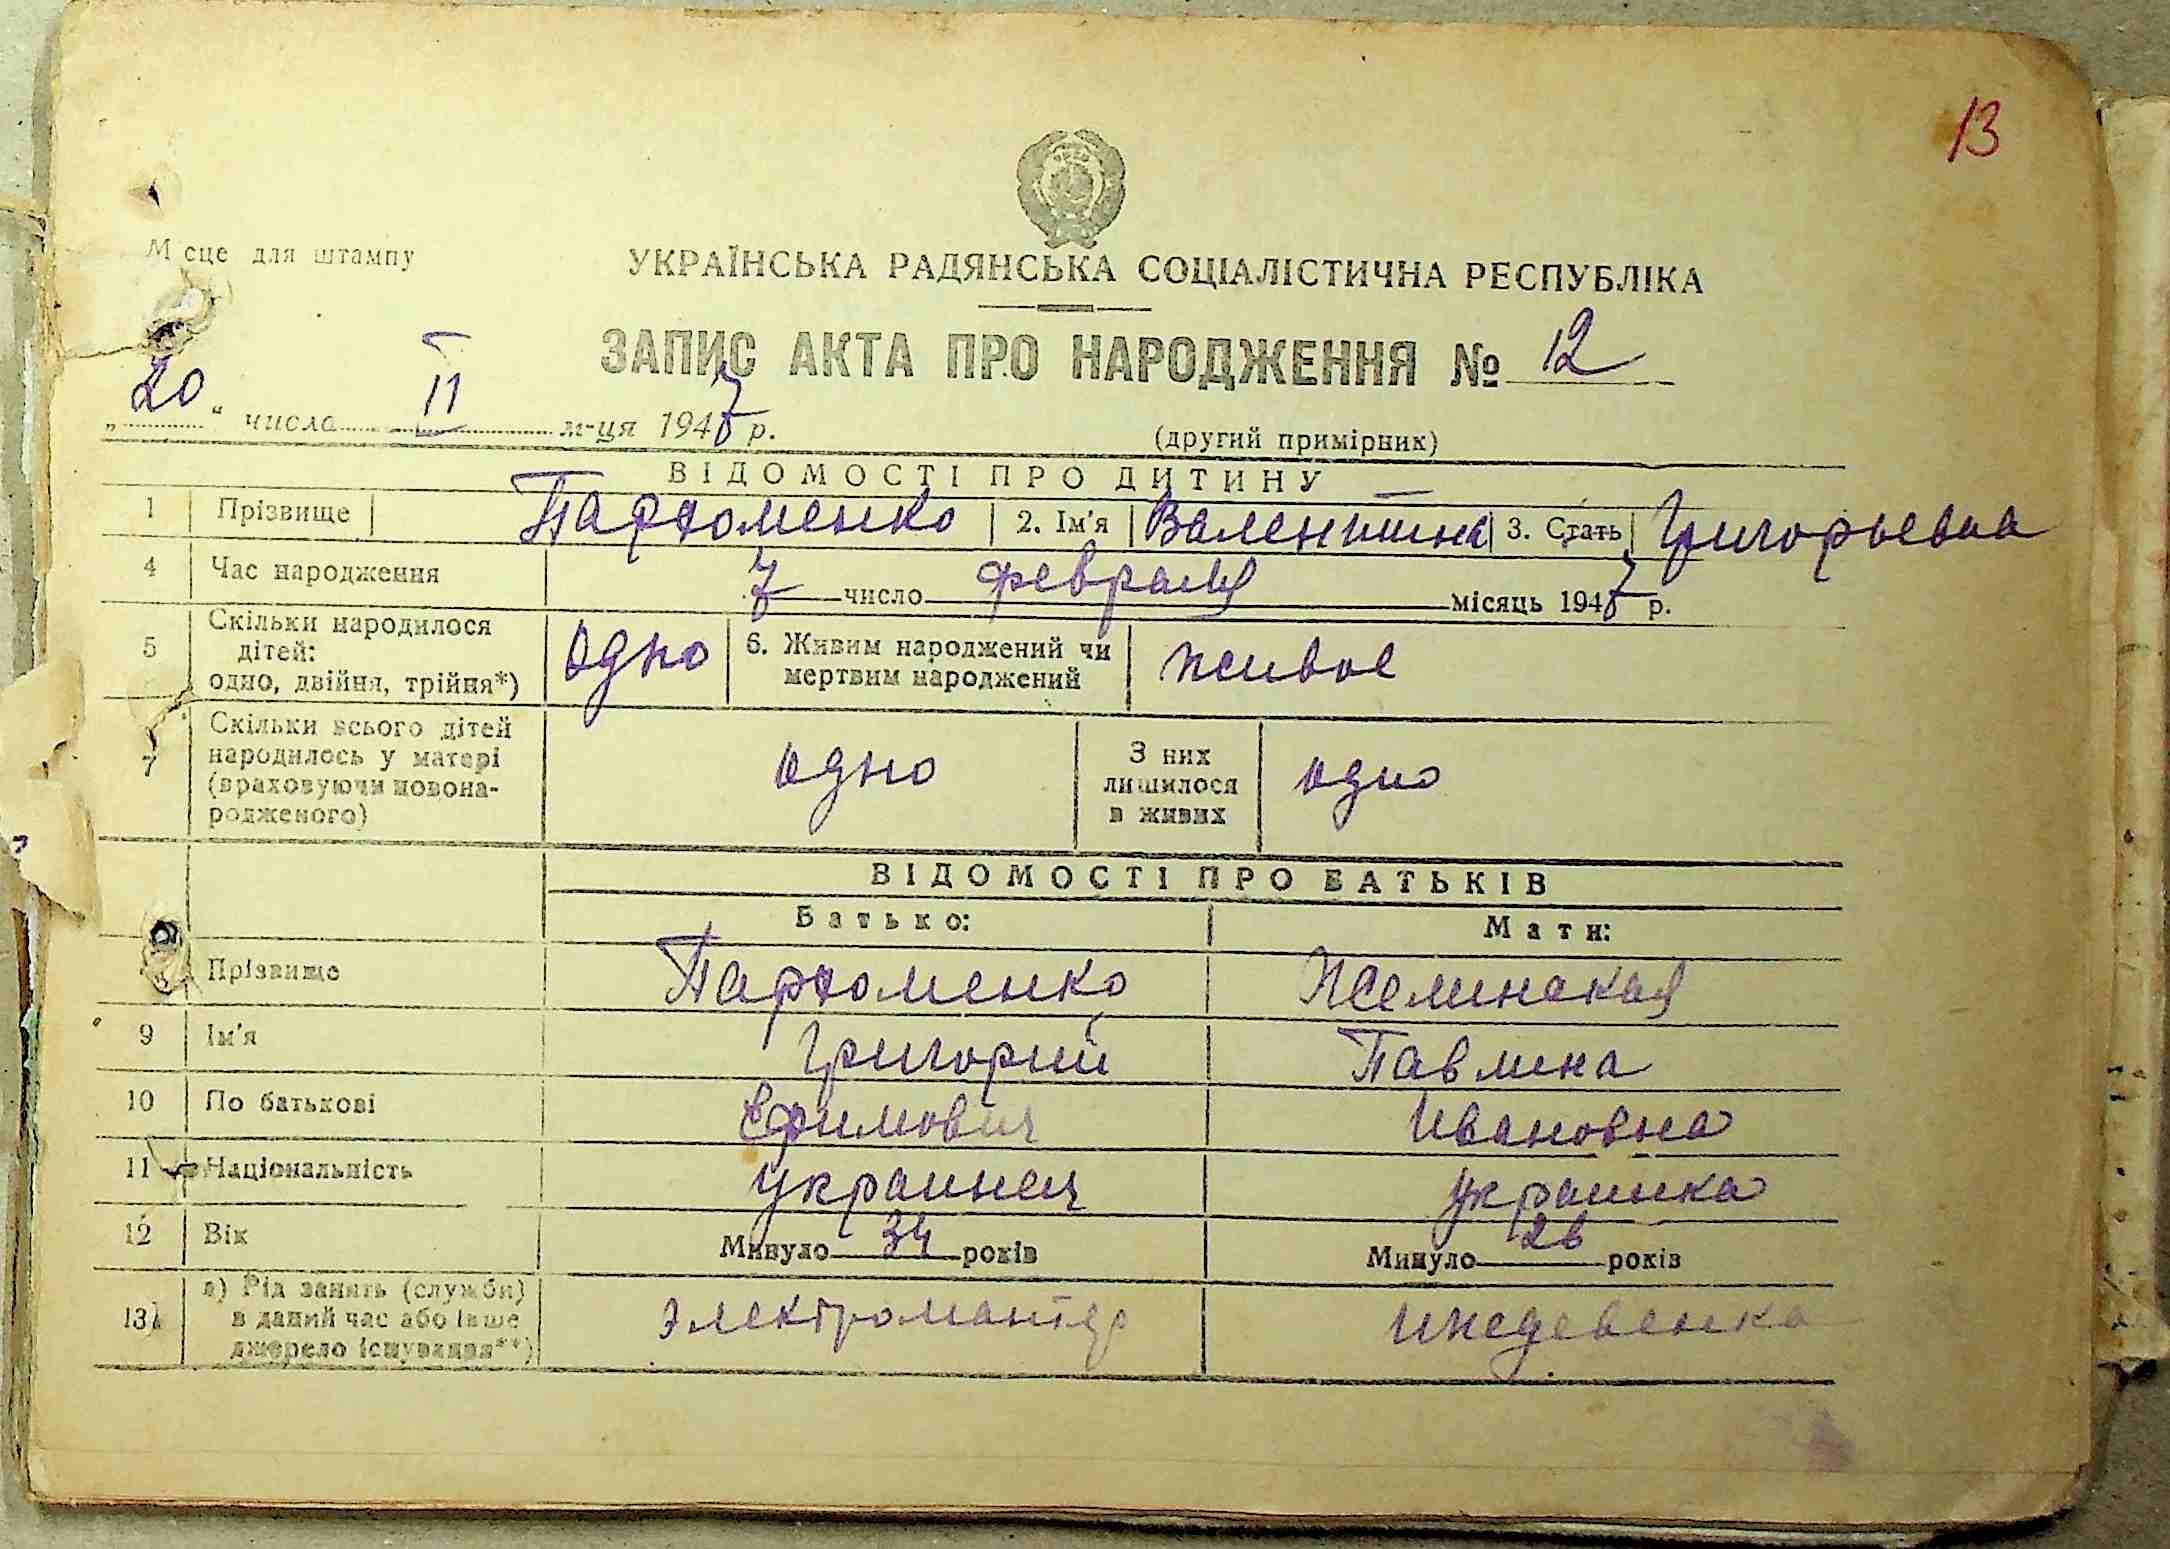 13
М сце для штампу
УКРАЇНСЬКА РАДЯНСЬКА СОЦІАЛІСТИЧНА РЕСПУБЛІКА
ЗАПИС АКТА ПРО НАРОДЖЕННЯ № 12
„20“ числа II м-ця 1947 р.
(другий примірник)
ВІДОМОСТІ ПРО ДИТИНУ
1 Прізвище Пархоменко 2. Ім'я Валентина 3. Стать Григорьевна
4 Час народження 7 число февраля місяць 1947 р.
5 Скільки народилося дітей: одно, двійня, трійня*) одно 6. Живим народжений чи мертвим народжений живое
7 Скільки всього дітей народилось у матері (враховуючи новонародженого) одно З них лишилося в живих одно
ВІДОМОСТІ ПРО БАТЬКІВ
Батько: Мати:
Прізвище Пархоменко Жеминская
9 Ім'я Григорий Павлина
10 По батькові Ефимович Ивановна
11 Національність украинец украинка
12 Вік Минуло 34 років Минуло 26 років
13 а) Рід занять (служби) в даний час або інше джерело існування**) электромантер иждевенка